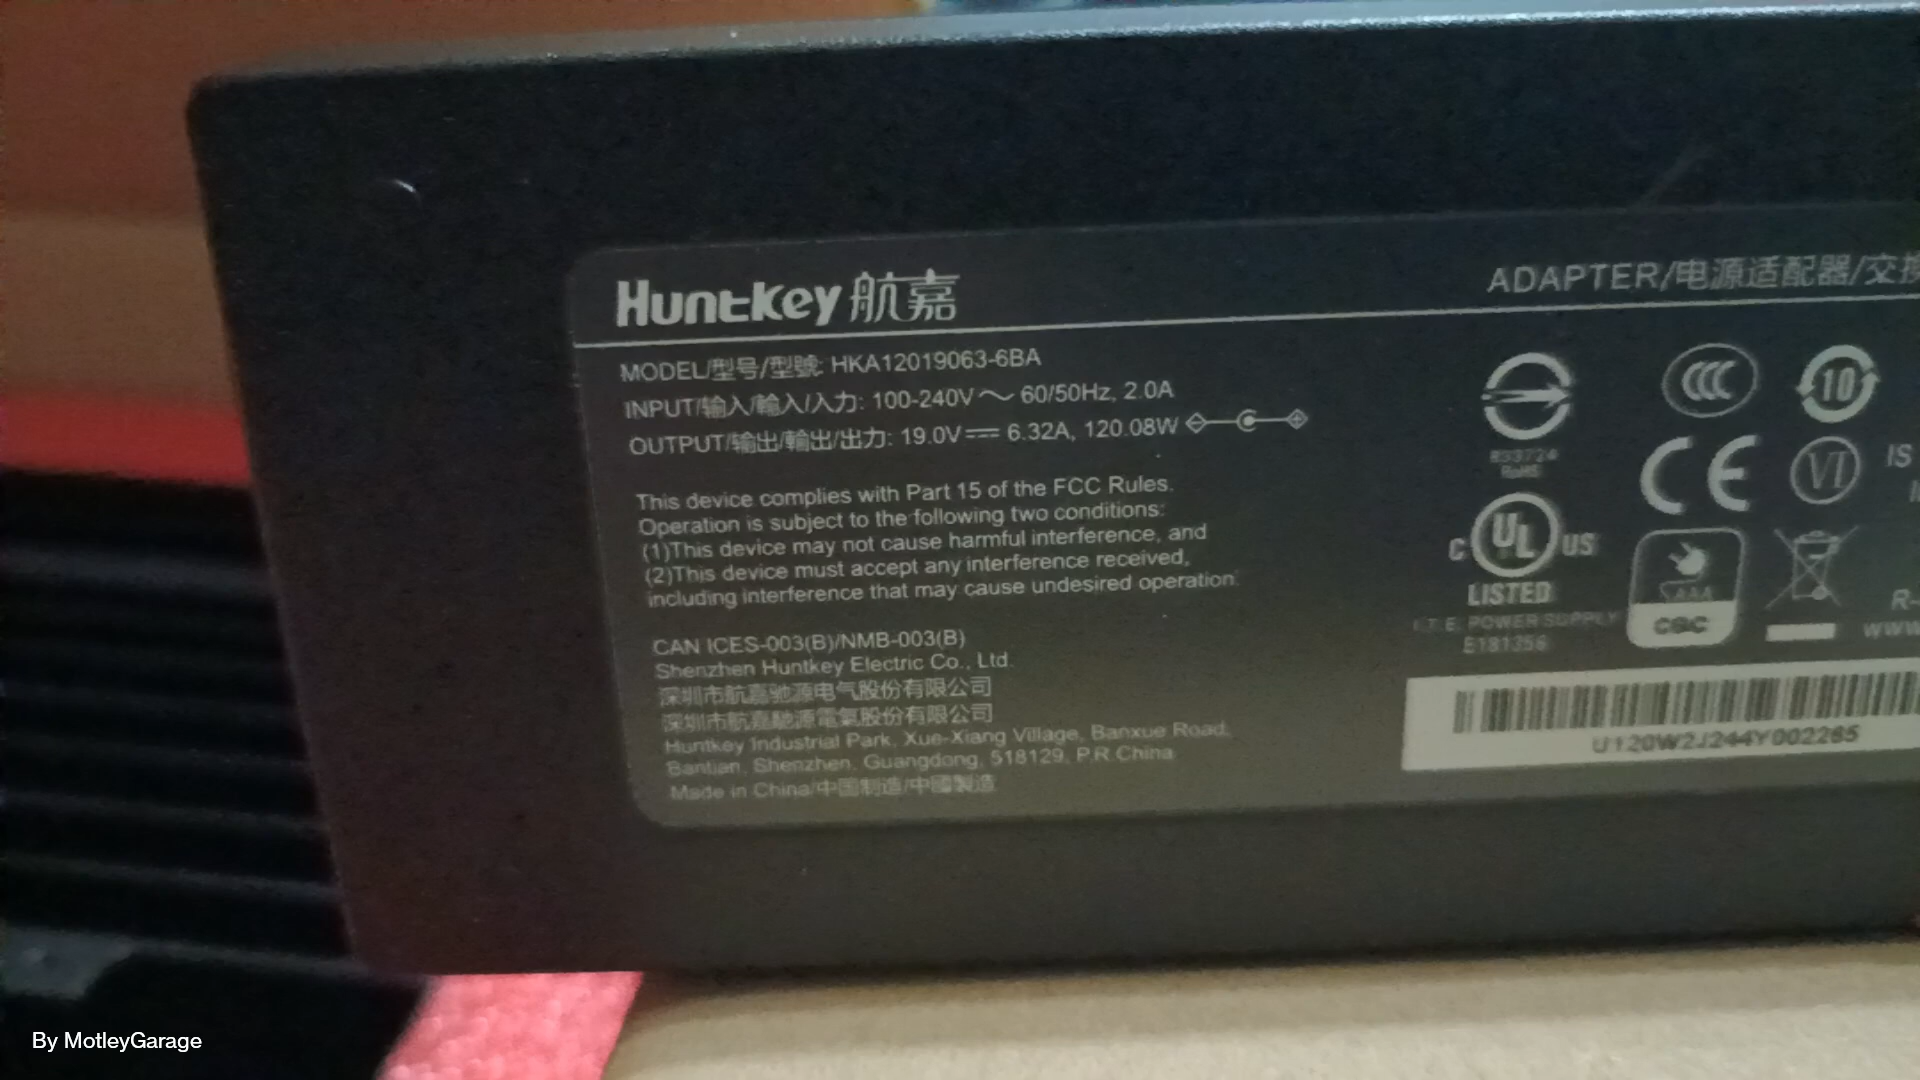 Huntkey 航嘉
ADAPTER/电源适配器/交换
MODEL/型号/型號: HKA12019063-6BA
INPUT/输入/輸入/入力: 100-240V～ 60/50Hz, 2.0A
OUTPUT/输出/輸出/出力: 19.0V⎓ 6.32A, 120.08W
This device complies with Part 15 of the FCC Rules.
Operation is subject to the following two conditions:
(1)This device may not cause harmful interference, and
(2)This device must accept any interference received,
including interference that may cause undesired operation.
CAN ICES-003(B)/NMB-003(B)
Shenzhen Huntkey Electric Co., Ltd.
深圳市航嘉驰源电气股份有限公司
深圳市航嘉馳源電氣股份有限公司
Huntkey Industrial Park, Xue-Xiang Village, Banxue Road,
Bantian, Shenzhen, Guangdong, 518129, P.R.China
Made in China/中国制造/中國製造
R33724
RoHS
CCC
10
CE
VI
IS
C UL US
LISTED
I.T.E. POWER SUPPLY
E181356
SAAA
CQC
R-
www
U120W2J244Y002265
By MotleyGarage